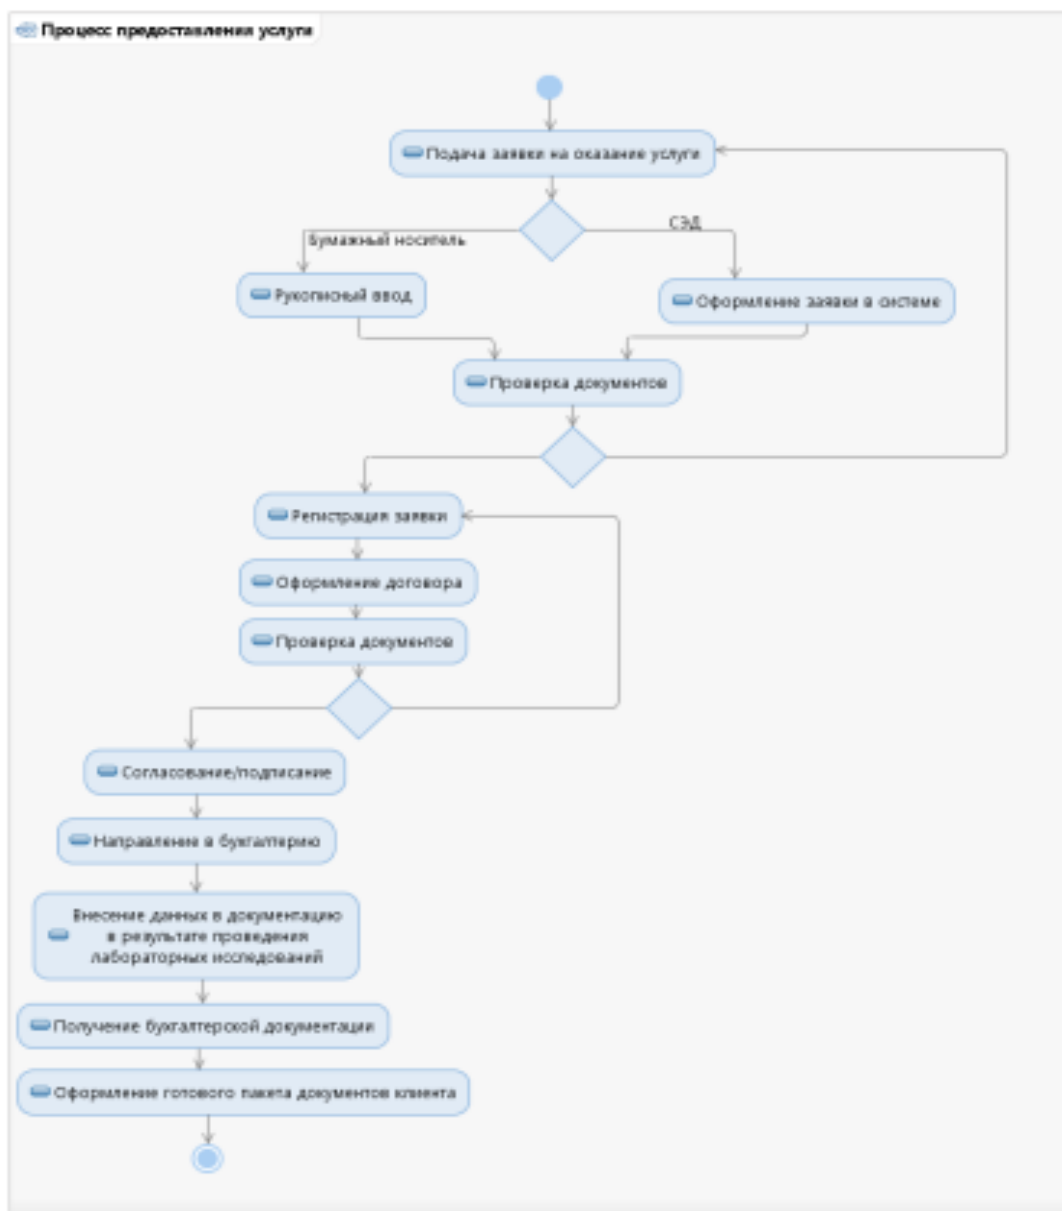 Процесс предоставления услуги
Подача заявки на оказание услуги
СЭД
Бумажный носитель
Рукописный ввод
Оформление заявки в системе
Проверка документов
Регистрация заявки
Оформление договора
Проверка документов
Согласование/подписание
Направление в бухгалтерию
Внесение данных в документацию
в результате проведения
лабораторных исследований
Получение бухгалтерской документации
Оформление готового пакета документов клиента